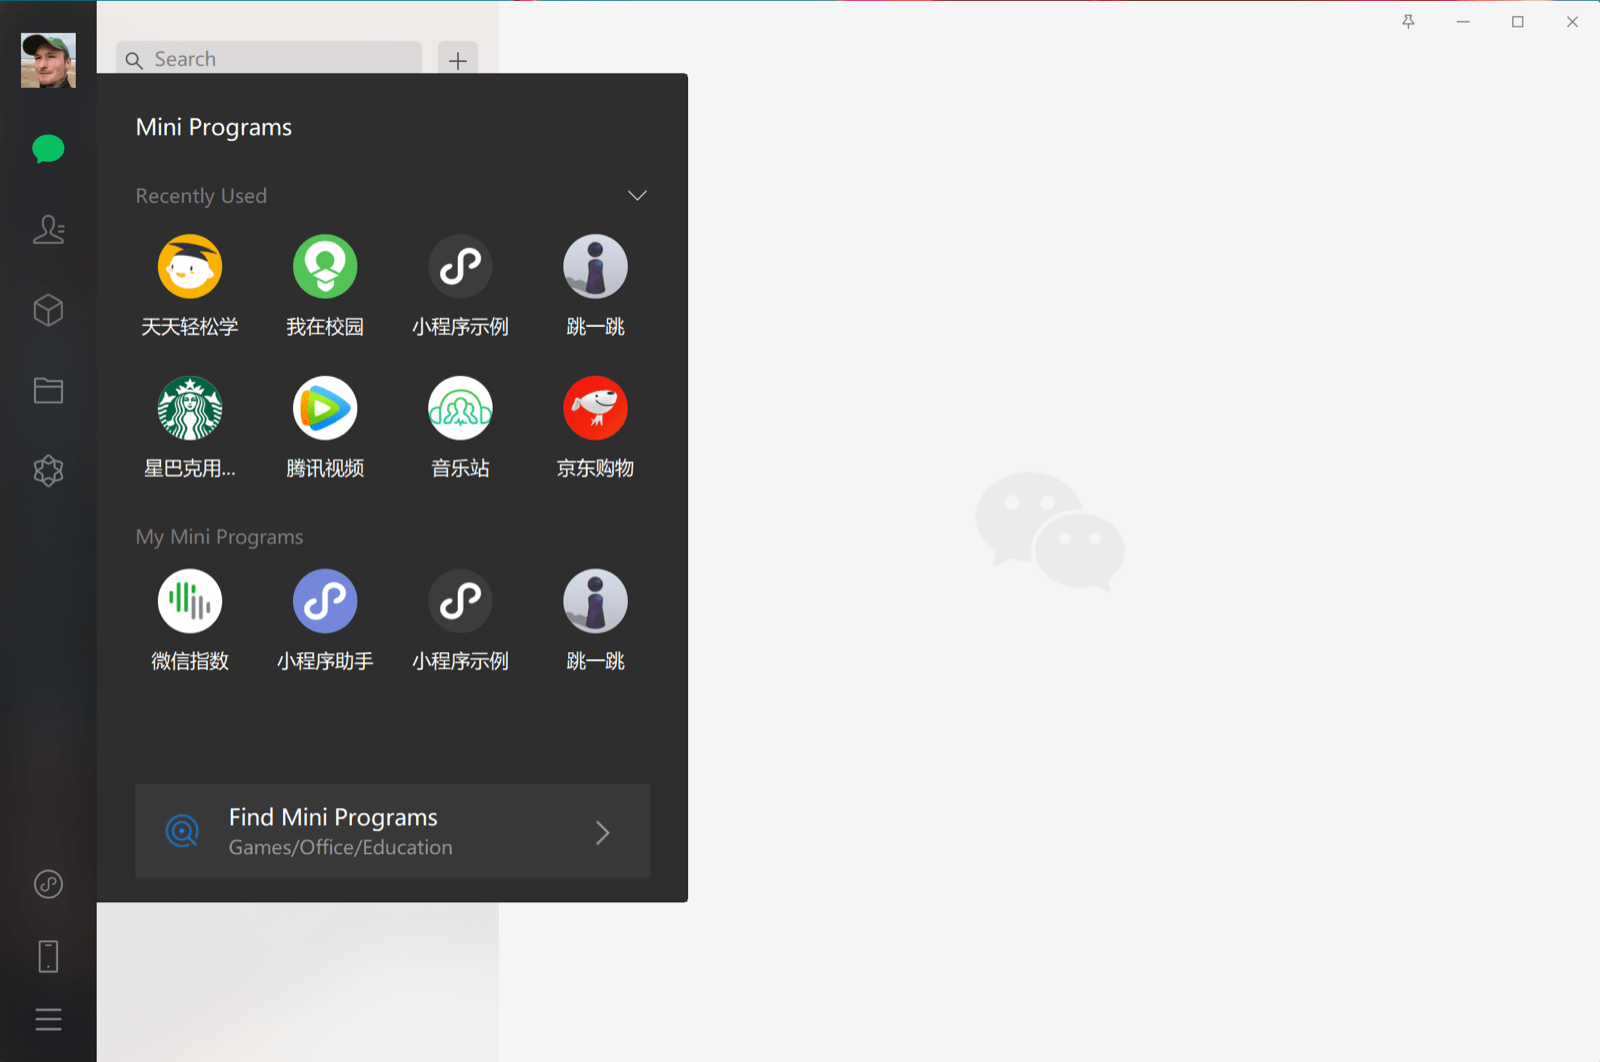 Search
Mini Programs
Recently Used
天天轻松学
我在校园
小程序示例
跳一跳
星巴克用...
腾讯视频
音乐站
京东购物
My Mini Programs
微信指数
小程序助手
小程序示例
跳一跳
Find Mini Programs
Games/Office/Education